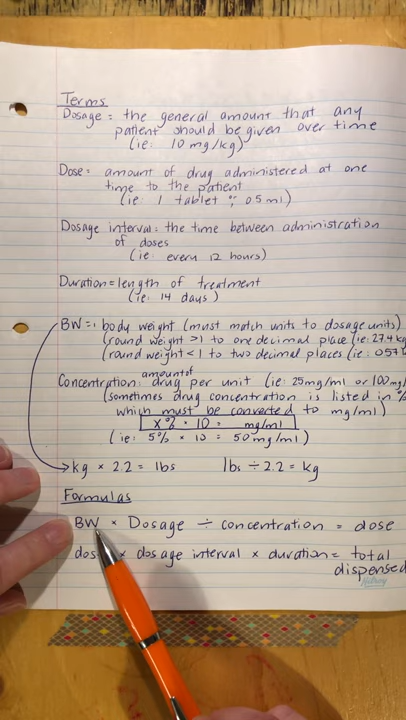 Terms
Dosage = the general amount that any
patient should be given over time
(ie: 10 mg/kg)
Dose = amount of drug administered at one
time to the patient
(ie: 1 tablet 0.5 ml)
Dosage interval = the time between administration
of doses
(ie: every 12 hours)
Duration = length of treatment
(ie: 14 days)
BW = body weight (must match units to dosage units)
(round weight >1 to one decimal place (ie: 27.4 kg
(round weight <1 to two decimal places (ie: 0.57
amount of
Concentration: drug per unit (ie: 25mg/ml or 100mg/
(sometimes drug concentration is listed in %
which must be converted to mg/ml)
X% × 10 = mg/ml
(ie: 5% × 10 = 50mg/ml)
kg × 2.2 = lbs lbs ÷ 2.2 = kg
Formulas
BW × Dosage ÷ concentration = dose
dos × dosage interval × duration = total
dispensed